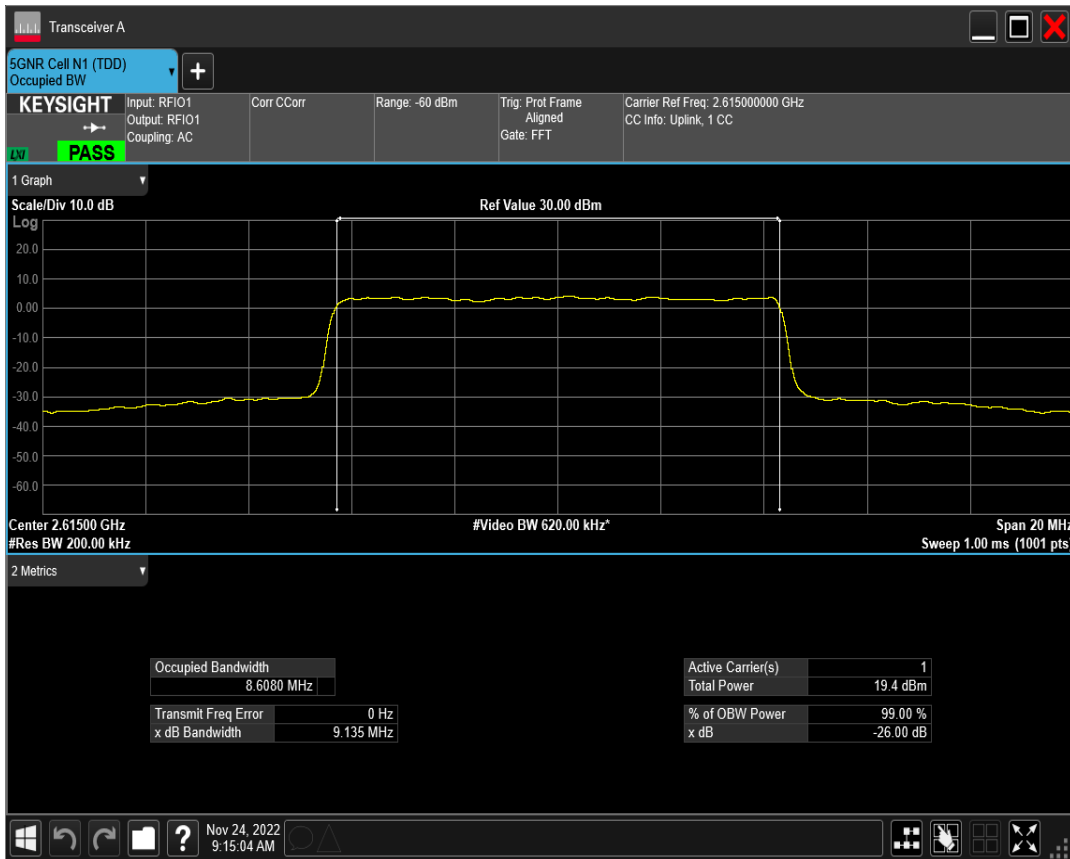 Transceiver A
5GNR Cell N1 (TDD)
Occupied BW
+
KEYSIGHT
LXI
PASS
Input: RFIO1
Output: RFIO1
Coupling: AC
Corr CCorr
Range: -60 dBm
Trig: Prot Frame
Aligned
Gate: FFT
Carrier Ref Freq: 2.615000000 GHz
CC Info: Uplink, 1 CC
1 Graph
Scale/Div 10.0 dB
Ref Value 30.00 dBm
Log
20.0
10.0
0.00
-10.0
-20.0
-30.0
-40.0
-50.0
-60.0
Center 2.61500 GHz
#Video BW 620.00 kHz*
Span 20 MHz
#Res BW 200.00 kHz
Sweep 1.00 ms (1001 pts)
2 Metrics
Occupied Bandwidth
8.6080 MHz
Transmit Freq Error 0 Hz
x dB Bandwidth 9.135 MHz
Active Carrier(s) 1
Total Power 19.4 dBm
% of OBW Power 99.00 %
x dB -26.00 dB
?
Nov 24, 2022
9:15:04 AM